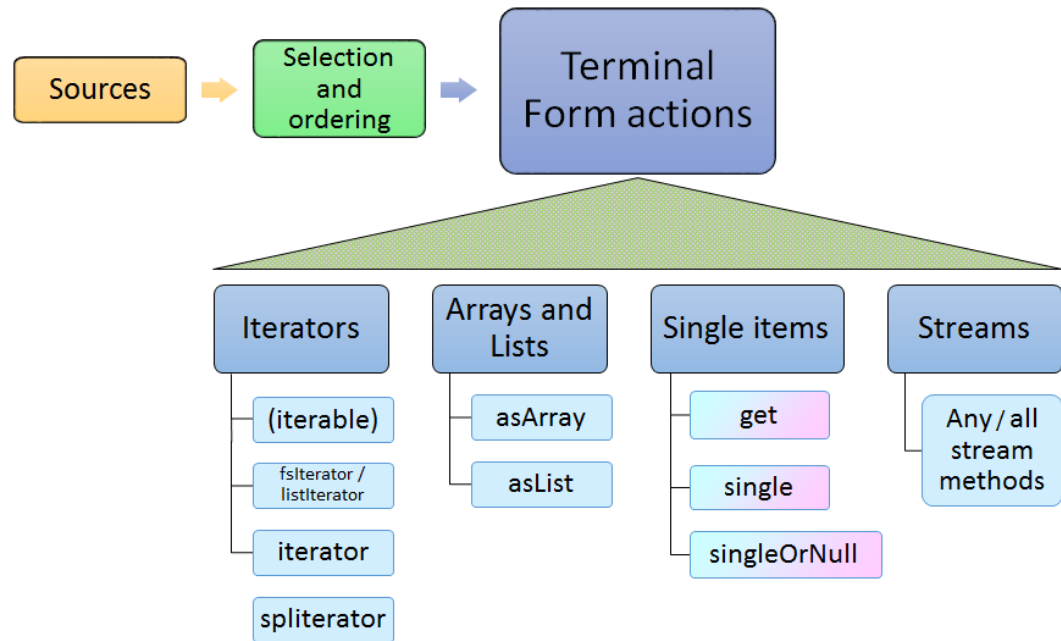 Sources
Selection
and
ordering
Terminal
Form actions
Iterators
(iterable)
fsIterator /
listIterator
iterator
spliterator
Arrays and
Lists
asArray
asList
Single items
get
single
singleOrNull
Streams
Any / all
stream
methods